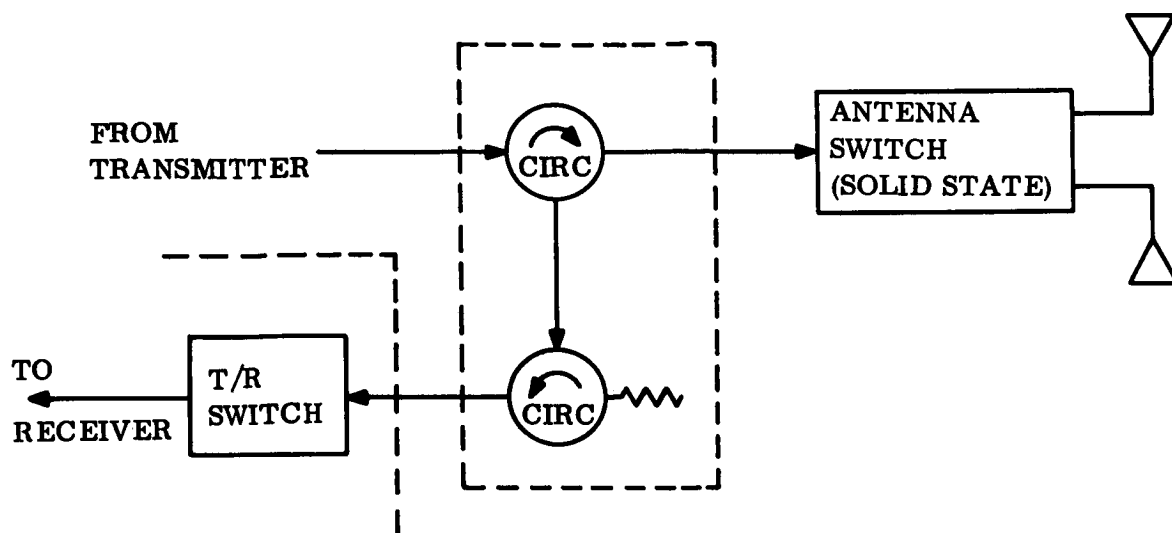 FROM
TRANSMITTER
CIRC
ANTENNA
SWITCH
(SOLID STATE)
TO
RECEIVER
T/R
SWITCH
CIRC